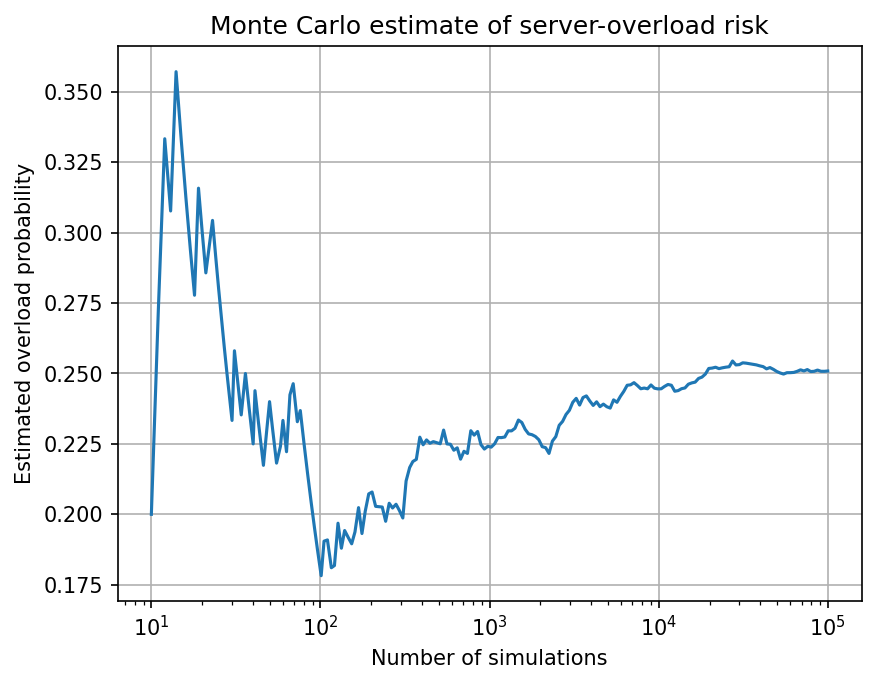 Monte Carlo estimate of server-overload risk
Estimated overload probability
0.350
0.325
0.300
0.275
0.250
0.225
0.200
0.175
10¹ 10² 10³ 10⁴ 10⁵
Number of simulations